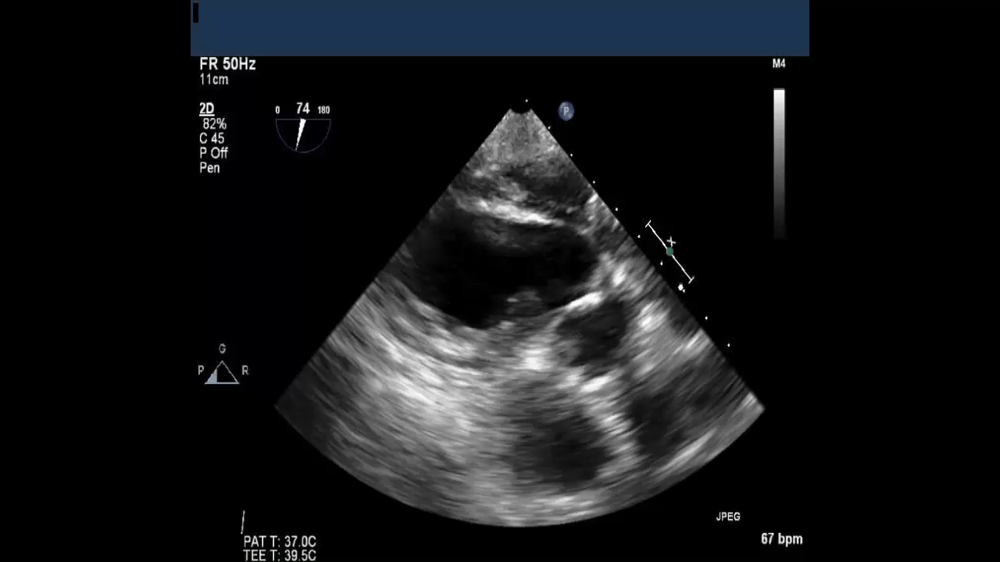 FR 50Hz
11cm
M4
2D
82%
C 45
P Off
Pen
0 74 180
P
G
P R
JPEG
67 bpm
PAT T: 37.0C
TEE T: 39.5C